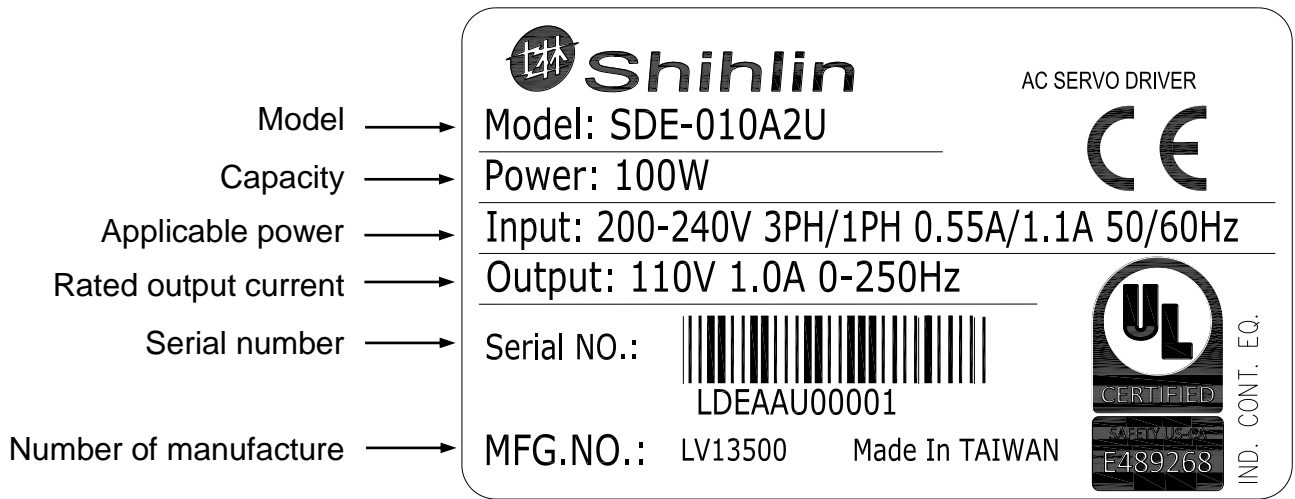 Shihlin
AC SERVO DRIVER
Model
Model: SDE-010A2U
CE
Capacity
Power: 100W
Applicable power
Input: 200-240V 3PH/1PH 0.55A/1.1A 50/60Hz
Rated output current
Output: 110V 1.0A 0-250Hz
Serial number
Serial NO.:
LDEAAU00001
Number of manufacture
MFG.NO.: LV13500 Made In TAIWAN
UL
CERTIFIED
SAFETY US-CA
E489268
IND. CONT. EQ.